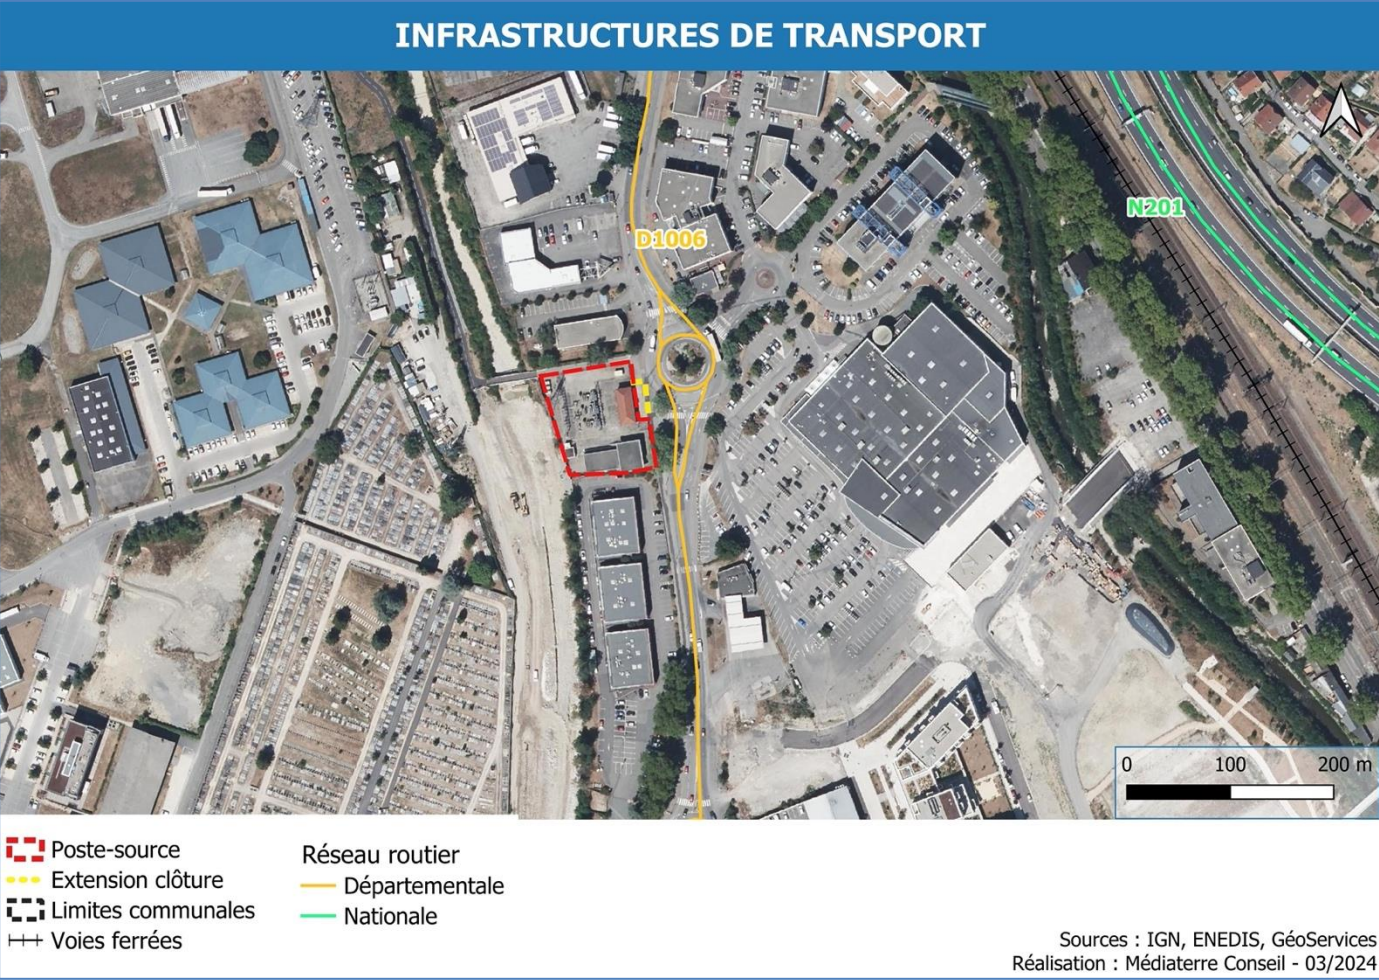 INFRASTRUCTURES DE TRANSPORT
N201
D1006
0 100 200 m
Poste-source
Extension clôture
Limites communales
Voies ferrées
Réseau routier
Départementale
Nationale
Sources : IGN, ENEDIS, GéoServices
Réalisation : Médiaterre Conseil - 03/2024